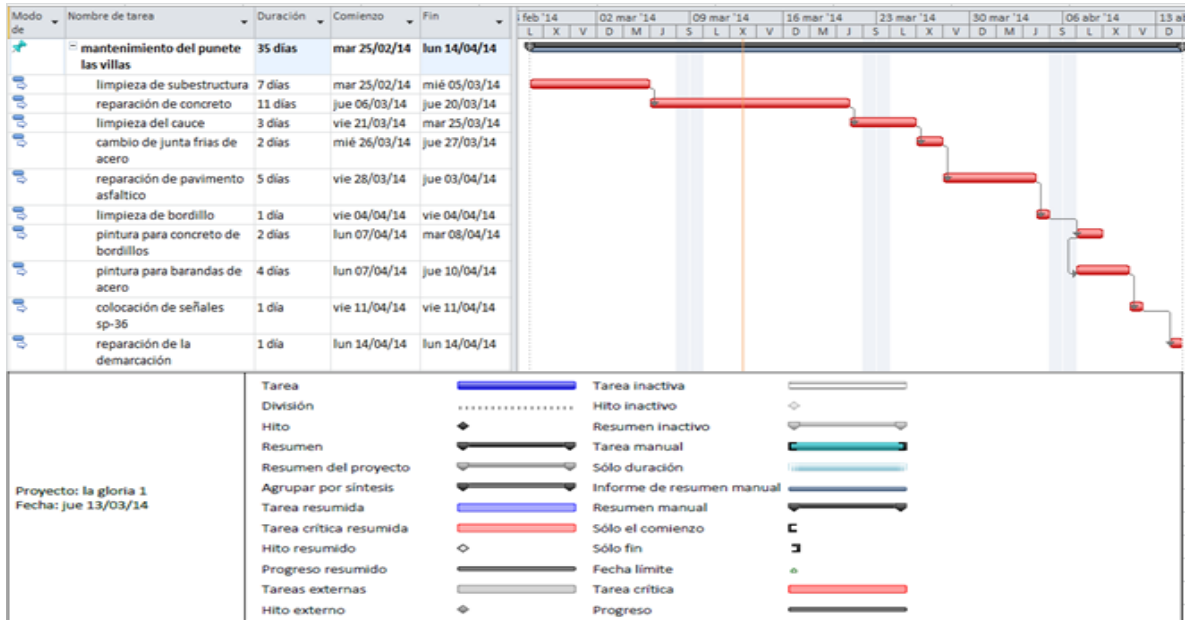 Modo de
Nombre de tarea
Duración
Comienzo
Fin
feb '14
02 mar '14
09 mar '14
16 mar '14
23 mar '14
30 mar '14
06 abr '14
13 ab
L X V D M J S L X V D M J S L X V D M J S L X V D
mantenimiento del punete las villas 35 días mar 25/02/14 lun 14/04/14
limpieza de subestructura 7 días mar 25/02/14 mié 05/03/14
reparación de concreto 11 días jue 06/03/14 jue 20/03/14
limpieza del cauce 3 días vie 21/03/14 mar 25/03/14
cambio de junta frias de acero 2 días mié 26/03/14 jue 27/03/14
reparación de pavimento asfaltico 5 días vie 28/03/14 jue 03/04/14
limpieza de bordillo 1 día vie 04/04/14 vie 04/04/14
pintura para concreto de bordillos 2 días lun 07/04/14 mar 08/04/14
pintura para barandas de acero 4 días lun 07/04/14 jue 10/04/14
colocación de señales sp-36 1 día vie 11/04/14 vie 11/04/14
reparación de la demarcación 1 día lun 14/04/14 lun 14/04/14
Proyecto: la gloria 1
Fecha: jue 13/03/14
Tarea
División
Hito
Resumen
Resumen del proyecto
Agrupar por síntesis
Tarea resumida
Tarea crítica resumida
Hito resumido
Progreso resumido
Tareas externas
Hito externo
Tarea inactiva
Hito inactivo
Resumen inactivo
Tarea manual
Sólo duración
Informe de resumen manual
Resumen manual
Sólo el comienzo
Sólo fin
Fecha límite
Tarea crítica
Progreso